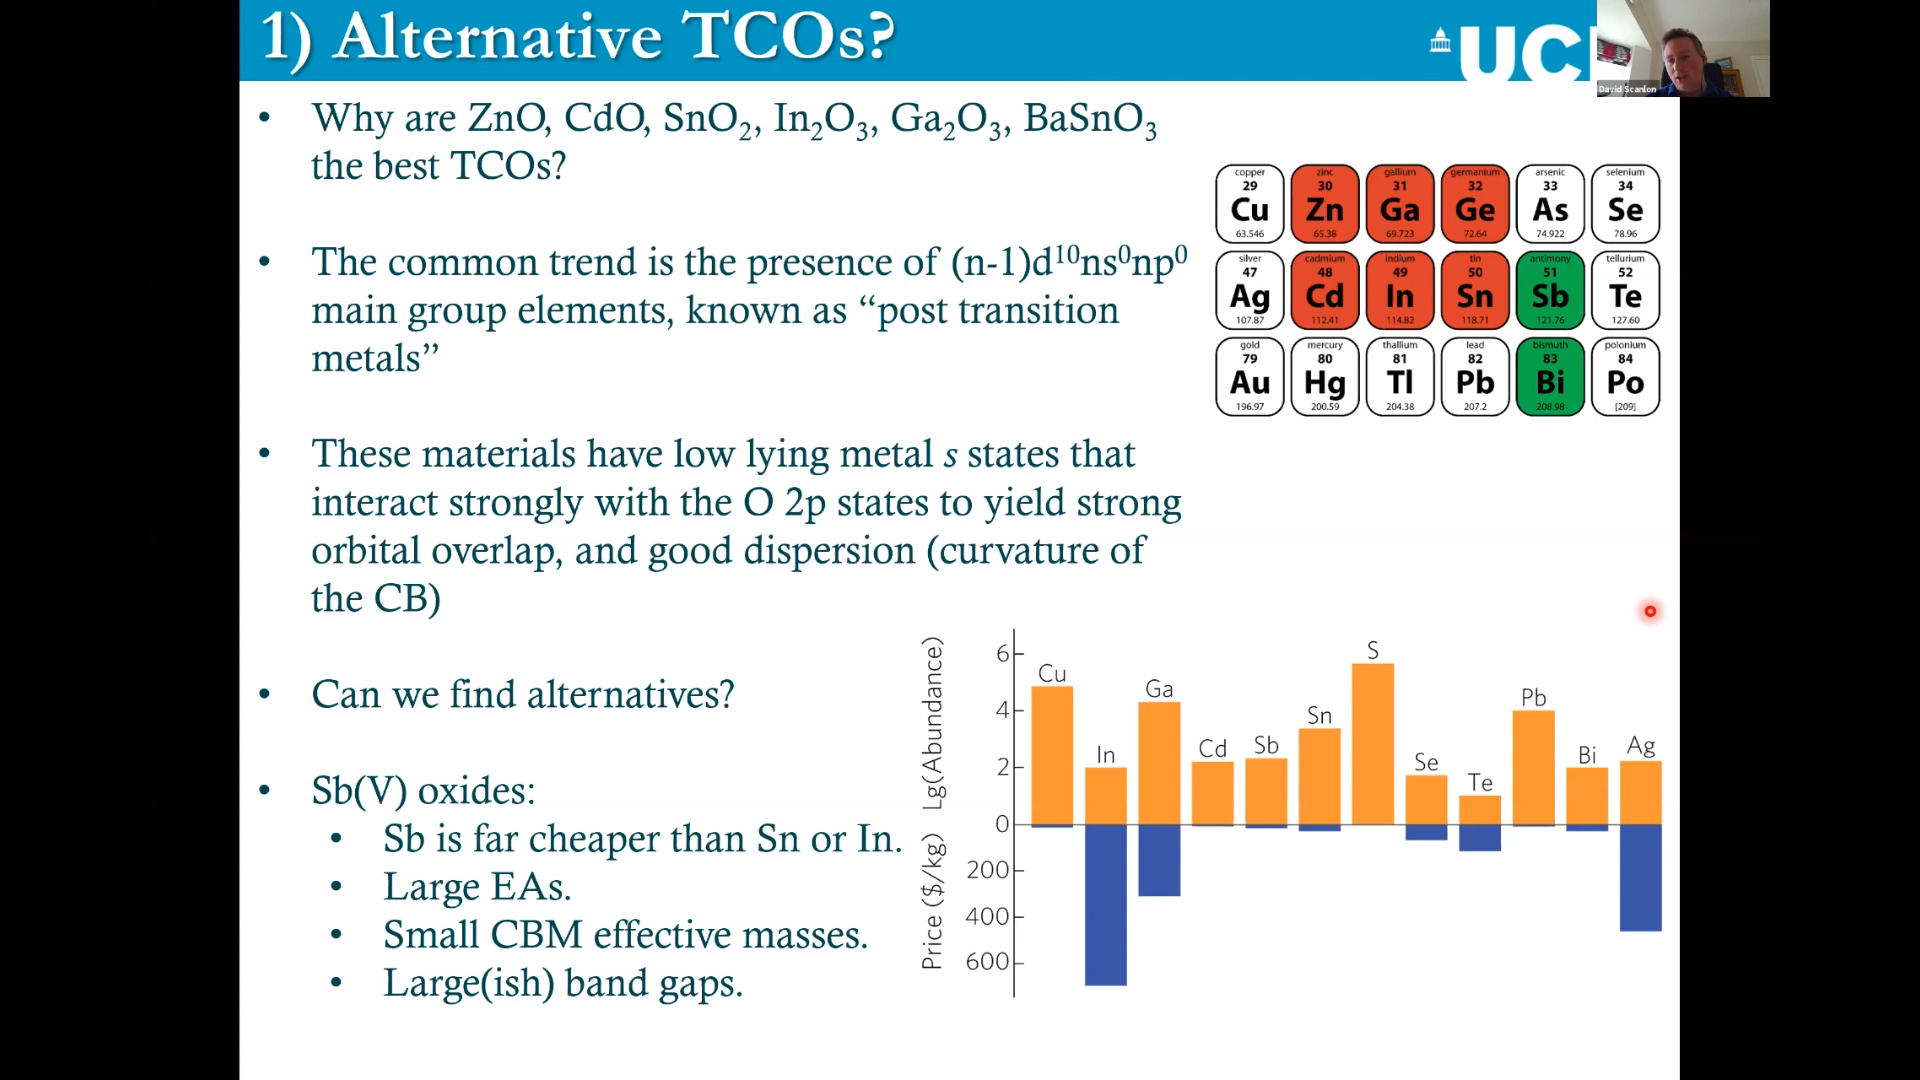 1) Alternative TCOs?
UC
David Scanlon
• Why are ZnO, CdO, SnO₂, In₂O₃, Ga₂O₃, BaSnO₃
the best TCOs?
• The common trend is the presence of (n-1)d¹⁰ns⁰np⁰
main group elements, known as “post transition
metals”
• These materials have low lying metal s states that
interact strongly with the O 2p states to yield strong
orbital overlap, and good dispersion (curvature of
the CB)
• Can we find alternatives?
• Sb(V) oxides:
• Sb is far cheaper than Sn or In.
• Large EAs.
• Small CBM effective masses.
• Large(ish) band gaps.
copper zinc gallium germanium arsenic selenium
29 30 31 32 33 34
Cu Zn Ga Ge As Se
63.546 65.38 69.723 72.64 74.922 78.96
silver cadmium indium tin antimony tellurium
47 48 49 50 51 52
Ag Cd In Sn Sb Te
107.87 112.41 114.82 118.71 121.76 127.60
gold mercury thallium lead bismuth polonium
79 80 81 82 83 84
Au Hg Tl Pb Bi Po
196.97 200.59 204.38 207.2 208.98 [209]
Lg(Abundance)
Price ($/kg)
6
4
2
0
200
400
600
Cu In Ga Cd Sb Sn S Se Te Pb Bi Ag